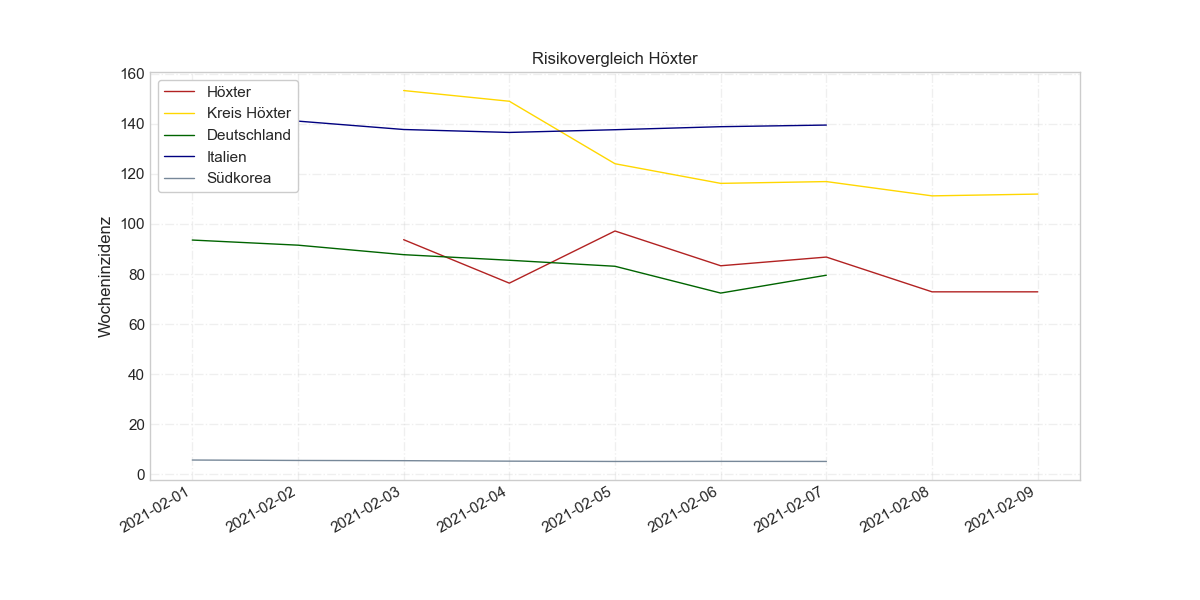 Risikovergleich Höxter
Höxter
Kreis Höxter
Deutschland
Italien
Südkorea
Wocheninzidenz
160
140
120
100
80
60
40
20
0
2021-02-01
2021-02-02
2021-02-03
2021-02-04
2021-02-05
2021-02-06
2021-02-07
2021-02-08
2021-02-09